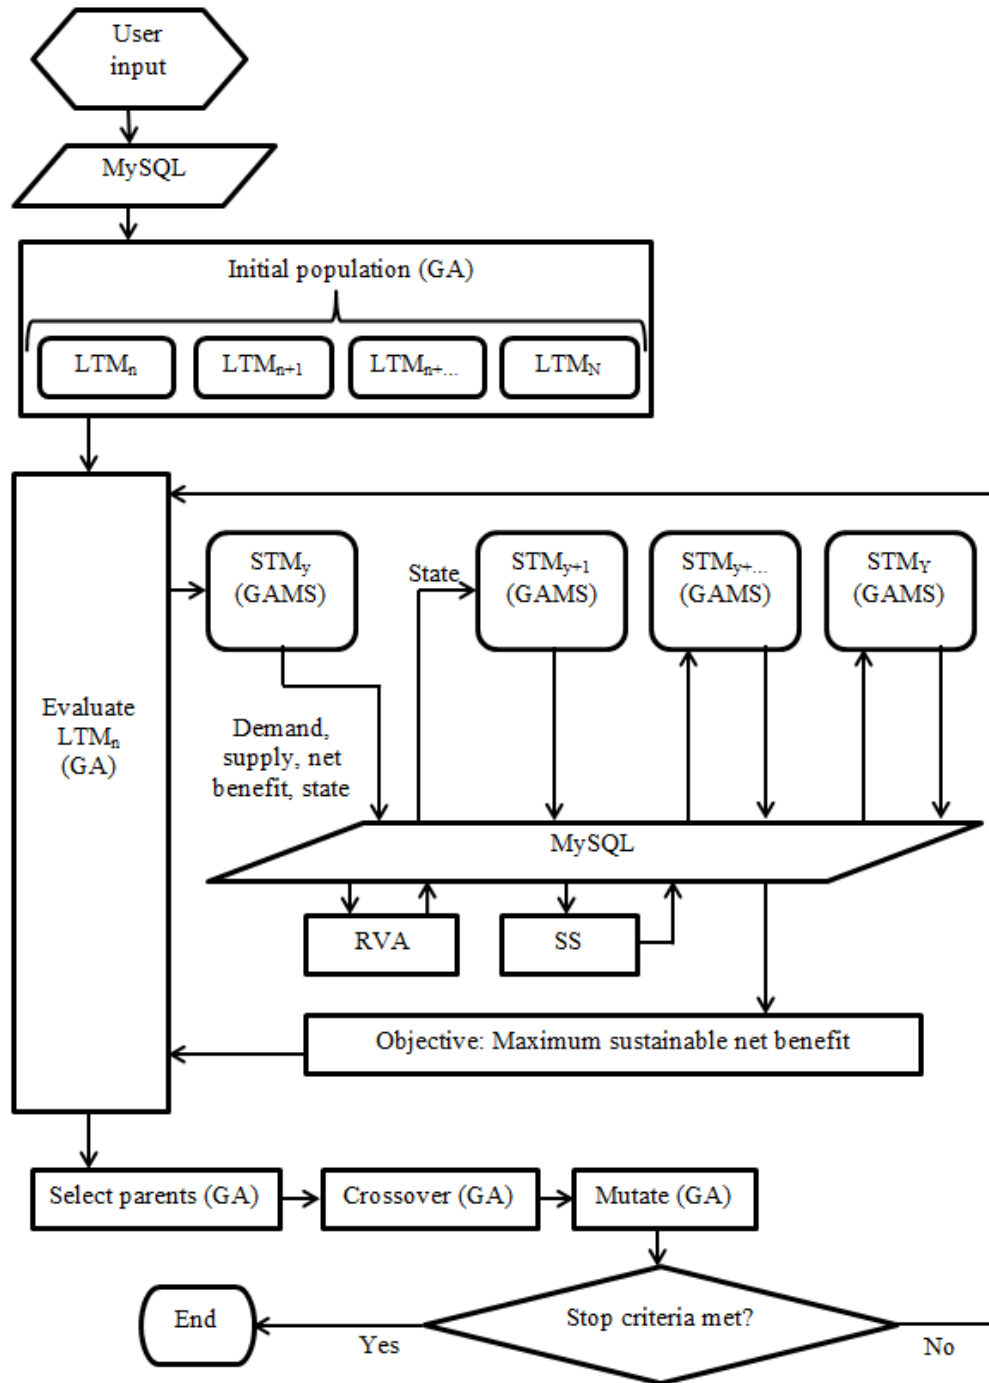 User
input
MySQL
Initial population (GA)
LTMn
LTMn+1
LTMn+...
LTMN
STMy
(GAMS)
State
STMy+1
(GAMS)
STMy+...
(GAMS)
STMY
(GAMS)
Evaluate
LTMn
(GA)
Demand,
supply, net
benefit, state
MySQL
RVA
SS
Objective: Maximum sustainable net benefit
Select parents (GA)
Crossover (GA)
Mutate (GA)
Stop criteria met?
End
Yes
No